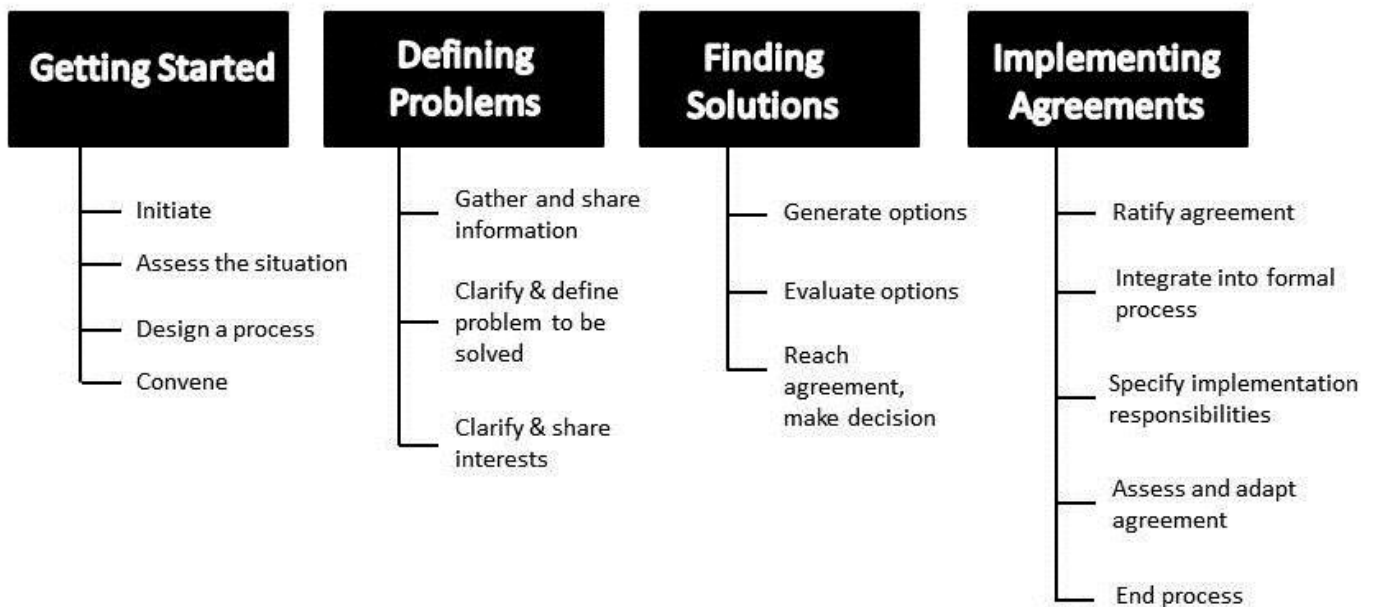 Getting Started
Initiate
Assess the situation
Design a process
Convene
Defining
Problems
Gather and share
information
Clarify & define
problem to be
solved
Clarify & share
interests
Finding
Solutions
Generate options
Evaluate options
Reach
agreement,
make decision
Implementing
Agreements
Ratify agreement
Integrate into formal
process
Specify implementation
responsibilities
Assess and adapt
agreement
End process